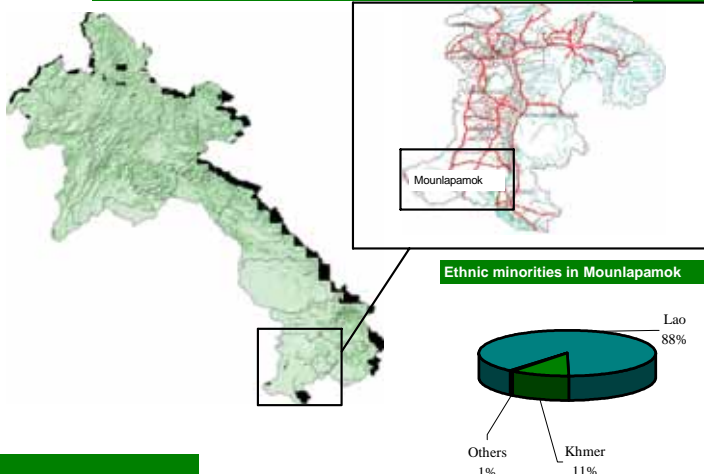 Mounlapamok
Ethnic minorities in Mounlapamok
Lao
88%
Others
1%
Khmer
11%